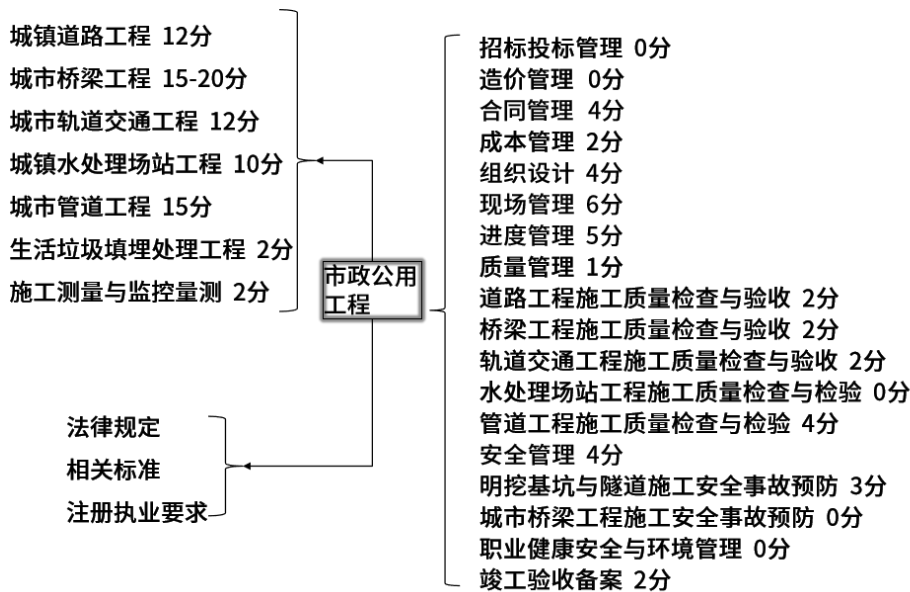 城镇道路工程 12分
城市桥梁工程 15-20分
城市轨道交通工程 12分
城镇水处理场站工程 10分
城市管道工程 15分
生活垃圾填埋处理工程 2分
施工测量与监控量测 2分
市政公用
工程
法律规定
相关标准
注册执业要求
招标投标管理 0分
造价管理 0分
合同管理 4分
成本管理 2分
组织设计 4分
现场管理 6分
进度管理 5分
质量管理 1分
道路工程施工质量检查与验收 2分
桥梁工程施工质量检查与验收 2分
轨道交通工程施工质量检查与验收 2分
水处理场站工程施工质量检查与检验 0分
管道工程施工质量检查与检验 4分
安全管理 4分
明挖基坑与隧道施工安全事故预防 3分
城市桥梁工程施工安全事故预防 0分
职业健康安全与环境管理 0分
竣工验收备案 2分